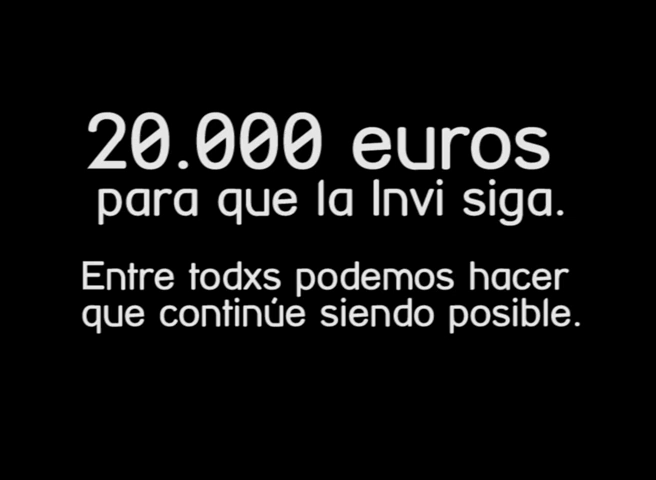 20.000 euros
para que la Invi siga.
Entre todxs podemos hacer
que continúe siendo posible.